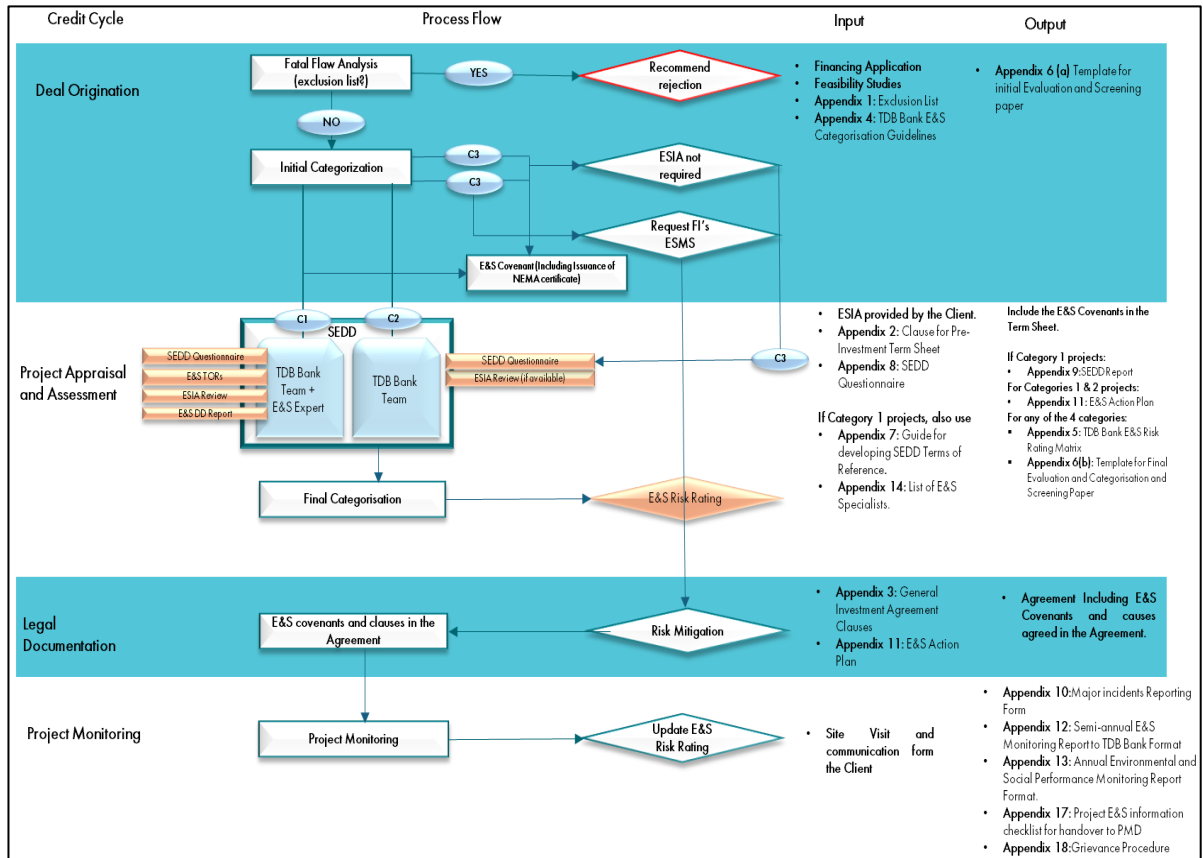 Credit Cycle
Process Flow
Input
Output
Deal Origination
Fatal Flaw Analysis
(exclusion list?)
YES
Recommend
rejection
NO
Initial Categorization
C3
C3
ESIA not
required
Request FI's
ESMS
E&S Covenant (Including Issuance of
NEMA certificate)
• Financing Application
• Feasibility Studies
• Appendix 1: Exclusion List
• Appendix 4: TDB Bank E&S
Categorisation Guidelines
• Appendix 6 (a) Template for
initial Evaluation and Screening
paper
Project Appraisal
and Assessment
C1
C2
SEDD
SEDD Questionnaire
E&S TORs
ESIA Review
E&S DD Report
TDB Bank
Team +
E&S Expert
TDB Bank
Team
SEDD Questionnaire
ESIA Review (if available)
C3
Final Categorisation
E&S Risk Rating
• ESIA provided by the Client.
• Appendix 2: Clause for Pre-
Investment Term Sheet
• Appendix 8: SEDD
Questionnaire
If Category 1 projects, also use
• Appendix 7: Guide for
developing SEDD Terms of
Reference.
• Appendix 14: List of E&S
Specialists.
Include the E&S Covenants in the
Term Sheet.
If Category 1 projects:
• Appendix 9:SEDD Report
For Categories 1 & 2 projects:
• Appendix 11: E&S Action Plan
For any of the 4 categories:
▪ Appendix 5: TDB Bank E&S Risk
Rating Matrix
▪ Appendix 6(b): Template for Final
Evaluation and Categorisation and
Screening Paper
Legal
Documentation
E&S covenants and clauses in the
Agreement
Risk Mitigation
• Appendix 3: General
Investment Agreement
Clauses
• Appendix 11: E&S Action
Plan
• Agreement Including E&S
Covenants and causes
agreed in the Agreement.
Project Monitoring
Project Monitoring
Update E&S
Risk Rating
• Site Visit and
communication form
the Client
• Appendix 10:Major incidents Reporting
Form
• Appendix 12: Semi-annual E&S
Monitoring Report to TDB Bank Format
• Appendix 13: Annual Environmental and
Social Performance Monitoring Report
Format.
• Appendix 17: Project E&S information
checklist for handover to PMD
• Appendix 18: Grievance Procedure